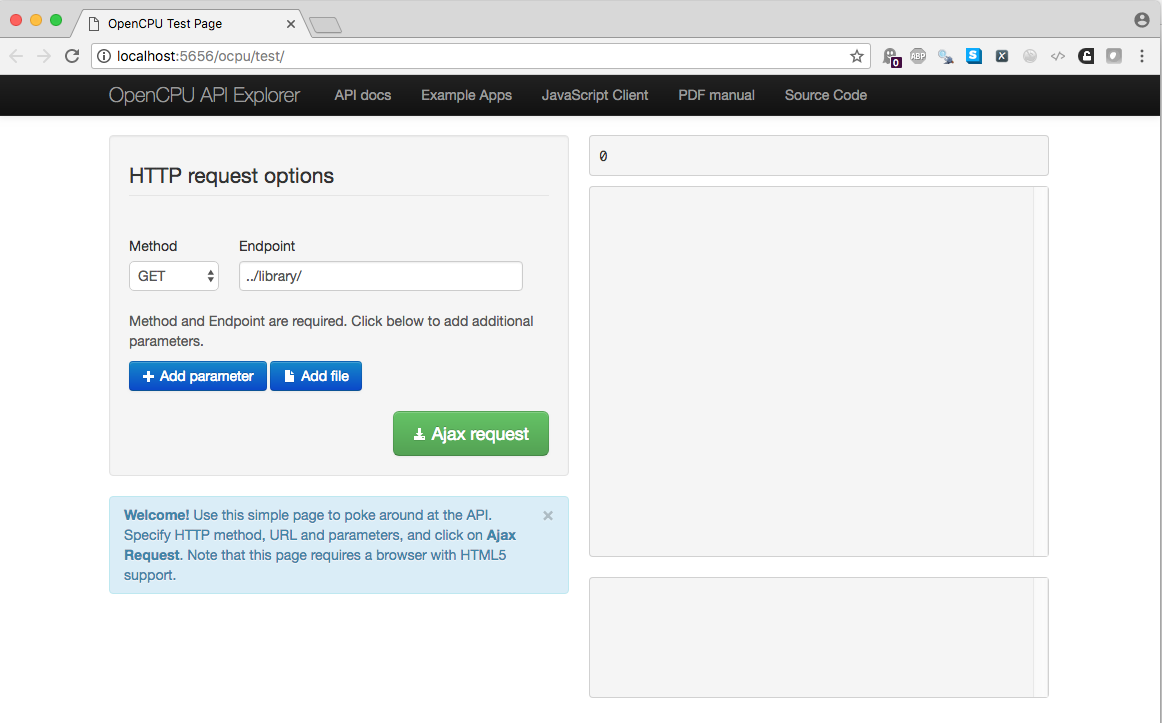 OpenCPU Test Page
localhost:5656/ocpu/test/
0
ABP
S
X
</>
OpenCPU API Explorer
API docs
Example Apps
JavaScript Client
PDF manual
Source Code
HTTP request options
Method
Endpoint
GET
../library/
Method and Endpoint are required. Click below to add additional
parameters.
Add parameter
Add file
Ajax request
Welcome! Use this simple page to poke around at the API.
Specify HTTP method, URL and parameters, and click on Ajax
Request. Note that this page requires a browser with HTML5
support.
0